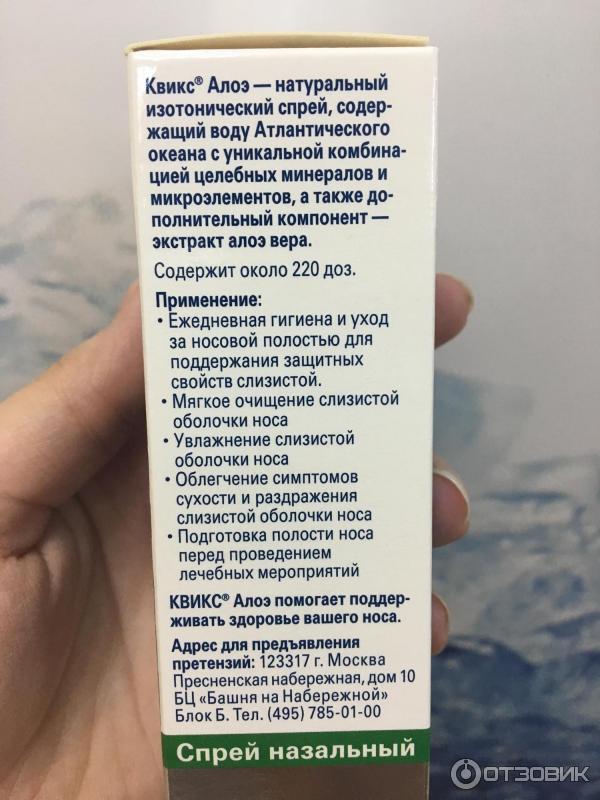 Квикс® Алоэ — натуральный
изотонический спрей, содер-
жащий воду Атлантического
океана с уникальной комбина-
цией целебных минералов и
микроэлементов, а также до-
полнительный компонент —
экстракт алоэ вера.
Содержит около 220 доз.
Применение:
• Ежедневная гигиена и уход
за носовой полостью для
поддержания защитных
свойств слизистой.
• Мягкое очищение слизистой
оболочки носа
• Увлажнение слизистой
оболочки носа
• Облегчение симптомов
сухости и раздражения
слизистой оболочки носа
• Подготовка полости носа
перед проведением
лечебных мероприятий
КВИКС® Алоэ помогает поддер-
живать здоровье вашего носа.
Адрес для предъявления
претензий: 123317 г. Москва
Пресненская набережная, дом 10
БЦ «Башня на Набережной»
Блок Б. Тел. (495) 785-01-00
Спрей назальный
ОТЗОВИК